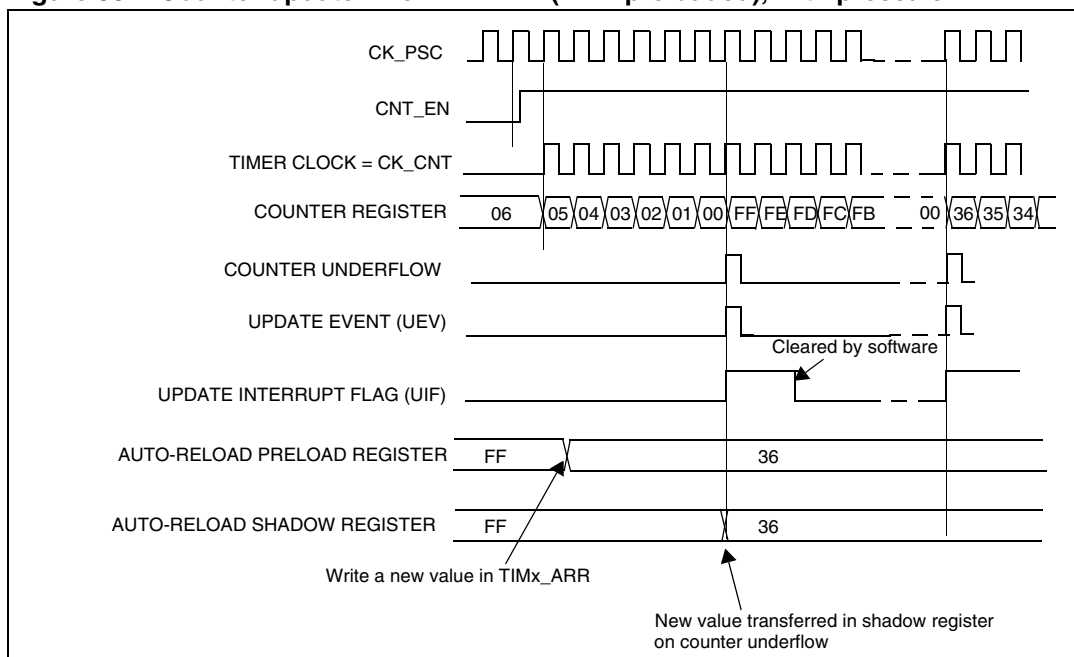 CK_PSC
CNT_EN
TIMER CLOCK = CK_CNT
COUNTER REGISTER 06 05 04 03 02 01 00 FF FE FD FC FB 00 36 35 34
COUNTER UNDERFLOW
UPDATE EVENT (UEV)
Cleared by software
UPDATE INTERRUPT FLAG (UIF)
AUTO-RELOAD PRELOAD REGISTER FF 36
AUTO-RELOAD SHADOW REGISTER FF 36
Write a new value in TIMx_ARR
New value transferred in shadow register
on counter underflow